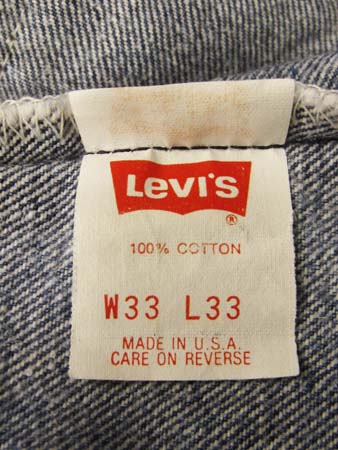 Levi's
®
100% COTTON
W33 L33
MADE IN U.S.A.
CARE ON REVERSE